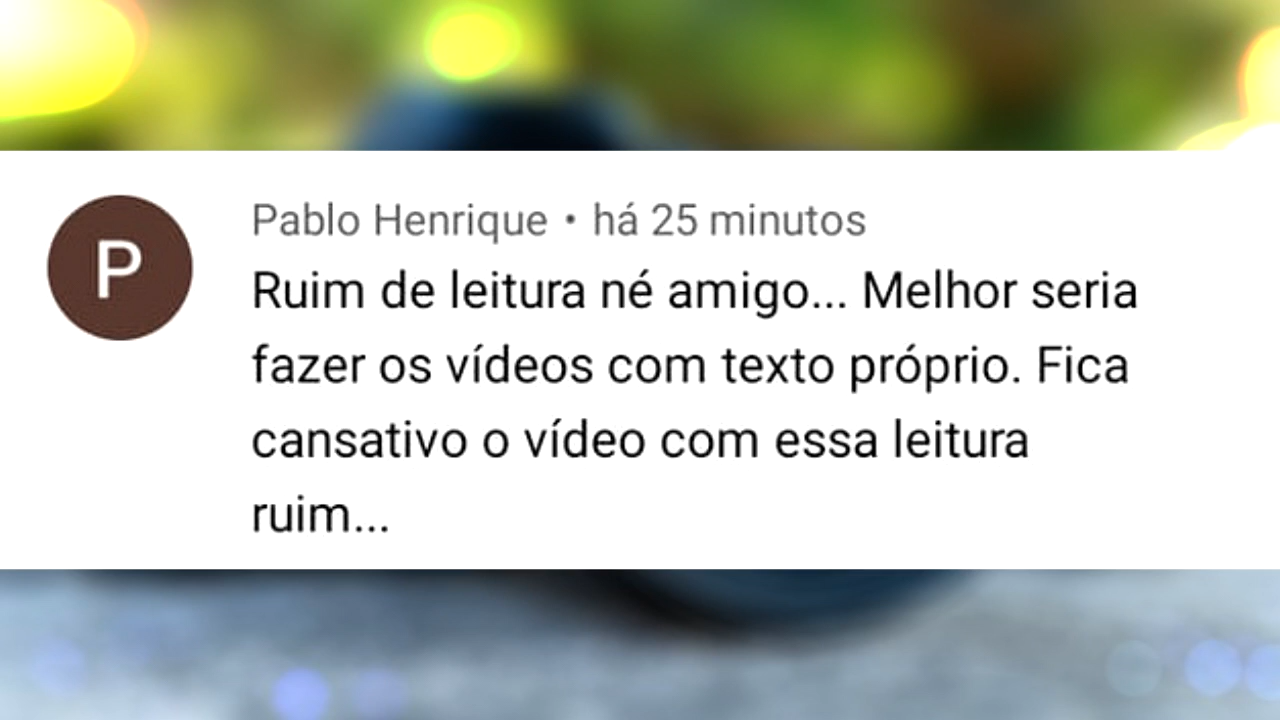 P
Pablo Henrique • há 25 minutos
Ruim de leitura né amigo... Melhor seria
fazer os vídeos com texto próprio. Fica
cansativo o vídeo com essa leitura
ruim...